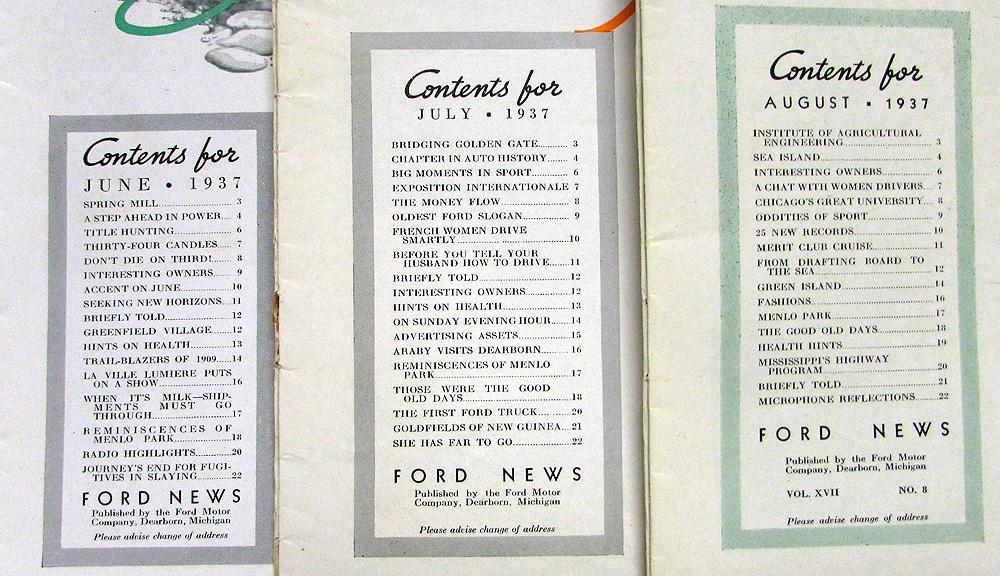 Contents for
JUNE • 1937
SPRING MILL 3
A STEP AHEAD IN POWER 4
TITLE HUNTING 6
THIRTY-FOUR CANDLES 7
DON'T DIE ON THIRD! 8
INTERESTING OWNERS 9
ACCENT ON JUNE 10
SEEKING NEW HORIZONS 11
BRIEFLY TOLD 12
GREENFIELD VILLAGE 12
HINTS ON HEALTH 13
TRAIL-BLAZERS OF 1909 14
LA VILLE LUMIERE PUTS
ON A SHOW 16
WHEN IT'S MILK—SHIP-
MENTS MUST GO
THROUGH 17
REMINISCENCES OF
MENLO PARK 18
RADIO HIGHLIGHTS 20
JOURNEY'S END FOR FUGI-
TIVES IN SLAYING 22
FORD NEWS
Published by the Ford Motor
Company, Dearborn, Michigan
Please advise change of address
Contents for
JULY ▪ 1937
BRIDGING GOLDEN GATE 3
CHAPTER IN AUTO HISTORY 4
BIG MOMENTS IN SPORT 6
EXPOSITION INTERNATIONALE 7
THE MONEY FLOW 8
OLDEST FORD SLOGAN 9
FRENCH WOMEN DRIVE
SMARTLY 10
BEFORE YOU TELL YOUR
HUSBAND HOW TO DRIVE 11
BRIEFLY TOLD 12
INTERESTING OWNERS 12
HINTS ON HEALTH 13
ON SUNDAY EVENING HOUR 14
ADVERTISING ASSETS 15
ARABY VISITS DEARBORN 16
REMINISCENCES OF MENLO
PARK 17
THOSE WERE THE GOOD
OLD DAYS 18
THE FIRST FORD TRUCK 20
GOLDFIELDS OF NEW GUINEA 21
SHE HAS FAR TO GO 22
FORD NEWS
Published by the Ford Motor
Company, Dearborn, Michigan
Please advise change of address
Contents for
AUGUST ▪ 1937
INSTITUTE OF AGRICULTURAL
ENGINEERING 3
SEA ISLAND 4
INTERESTING OWNERS 6
A CHAT WITH WOMEN DRIVERS 7
CHICAGO'S GREAT UNIVERSITY 8
ODDITIES OF SPORT 9
25 NEW RECORDS 10
MERIT CLUB CRUISE 11
FROM DRAFTING BOARD TO
THE SEA 12
GREEN ISLAND 14
FASHIONS 16
MENLO PARK 17
THE GOOD OLD DAYS 18
HEALTH HINTS 19
MISSISSIPPI'S HIGHWAY
PROGRAM 20
BRIEFLY TOLD 21
MICROPHONE REFLECTIONS 22
FORD NEWS
Published by the Ford Motor
Company, Dearborn, Michigan
VOL. XVII NO. 8
Please advise change of address